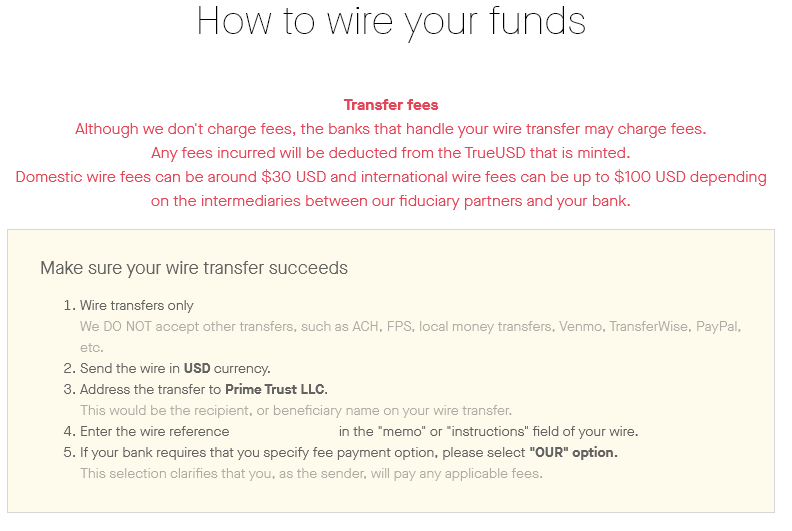 How to wire your funds
Transfer fees
Although we don't charge fees, the banks that handle your wire transfer may charge fees.
Any fees incurred will be deducted from the TrueUSD that is minted.
Domestic wire fees can be around $30 USD and international wire fees can be up to $100 USD depending
on the intermediaries between our fiduciary partners and your bank.
Make sure your wire transfer succeeds
1. Wire transfers only
We DO NOT accept other transfers, such as ACH, FPS, local money transfers, Venmo, TransferWise, PayPal,
etc.
2. Send the wire in USD currency.
3. Address the transfer to Prime Trust LLC.
This would be the recipient, or beneficiary name on your wire transfer.
4. Enter the wire reference in the "memo" or "instructions" field of your wire.
5. If your bank requires that you specify fee payment option, please select "OUR" option.
This selection clarifies that you, as the sender, will pay any applicable fees.